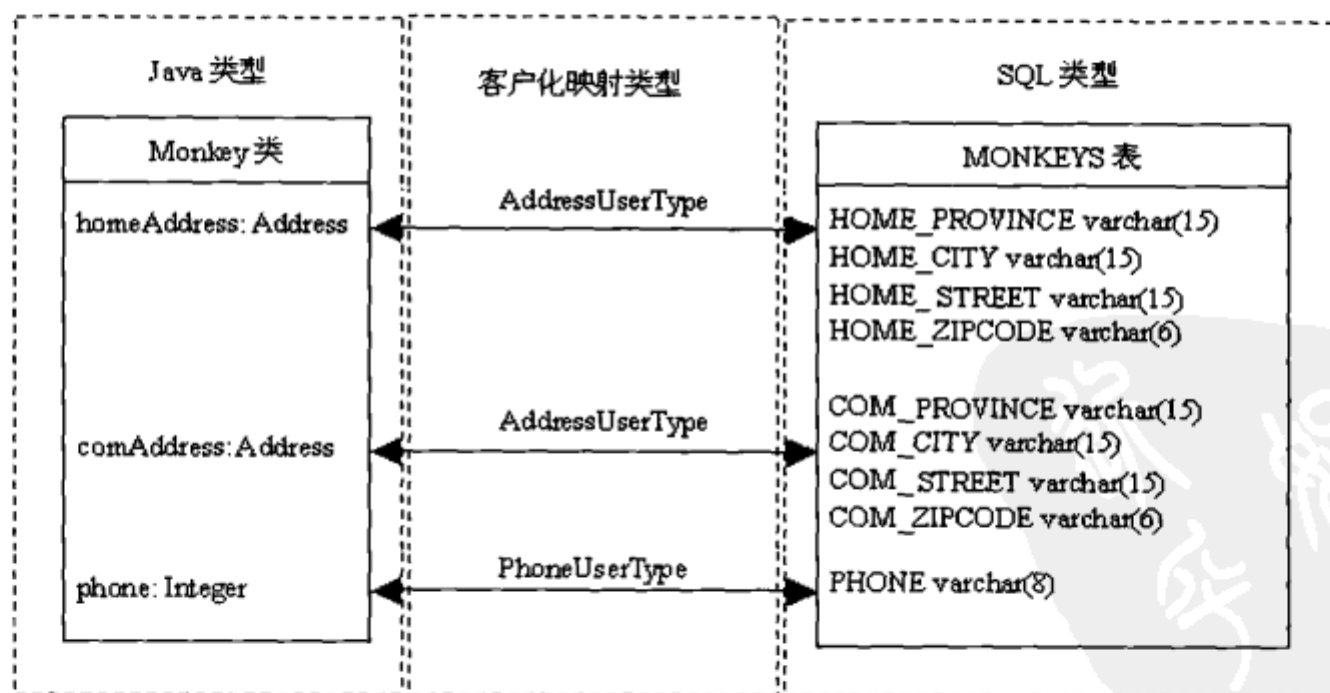 Java 类型
客户化映射类型
SQL 类型
Monkey 类
MONKEYS 表
homeAddress: Address
AddressUserType
HOME_PROVINCE varchar(15)
HOME_CITY varchar(15)
HOME_STREET varchar(15)
HOME_ZIPCODE varchar(6)
comAddress:Address
AddressUserType
COM_PROVINCE varchar(15)
COM_CITY varchar(15)
COM_STREET varchar(15)
COM_ZIPCODE varchar(6)
phone: Integer
PhoneUserType
PHONE varchar(8)